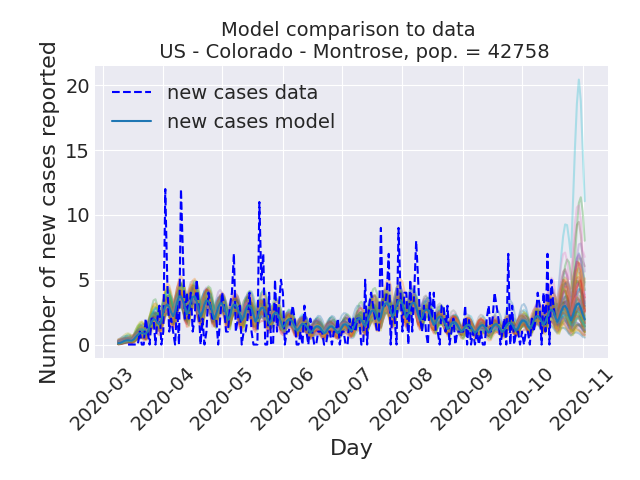 Model comparison to data
US - Colorado - Montrose, pop. = 42758
Number of new cases reported
20
15
10
5
0
new cases data
new cases model
2020-03
2020-04
2020-05
2020-06
2020-07
2020-08
2020-09
2020-10
2020-11
Day